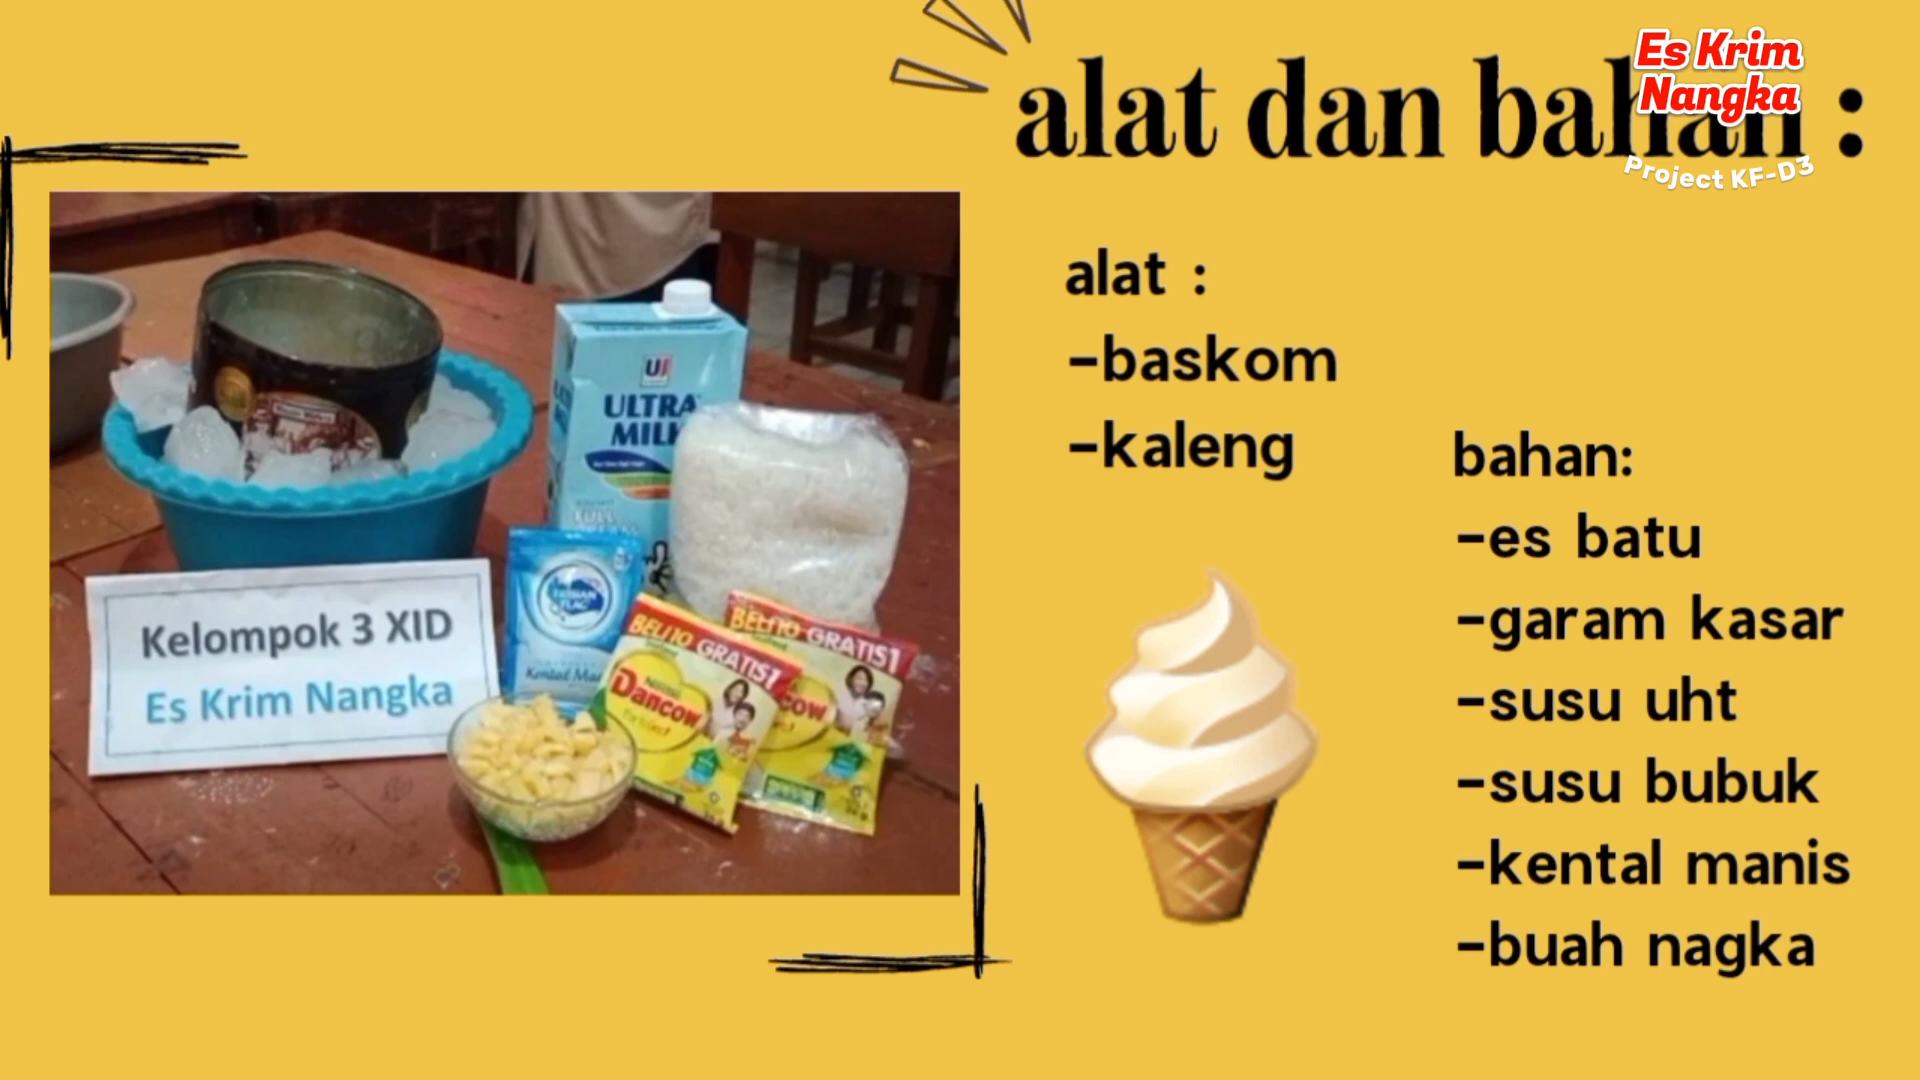 Es Krim
Nangka
alat dan bahan :
Project KF-D3
alat :
-baskom
-kaleng
bahan:
-es batu
-garam kasar
-susu uht
-susu bubuk
-kental manis
-buah nagka
ULTRA
MILK
FULL
Kelompok 3 XID
Es Krim Nangka
BELI 10 GRATIS 1
Dancow
BELI 10 GRATIS 1